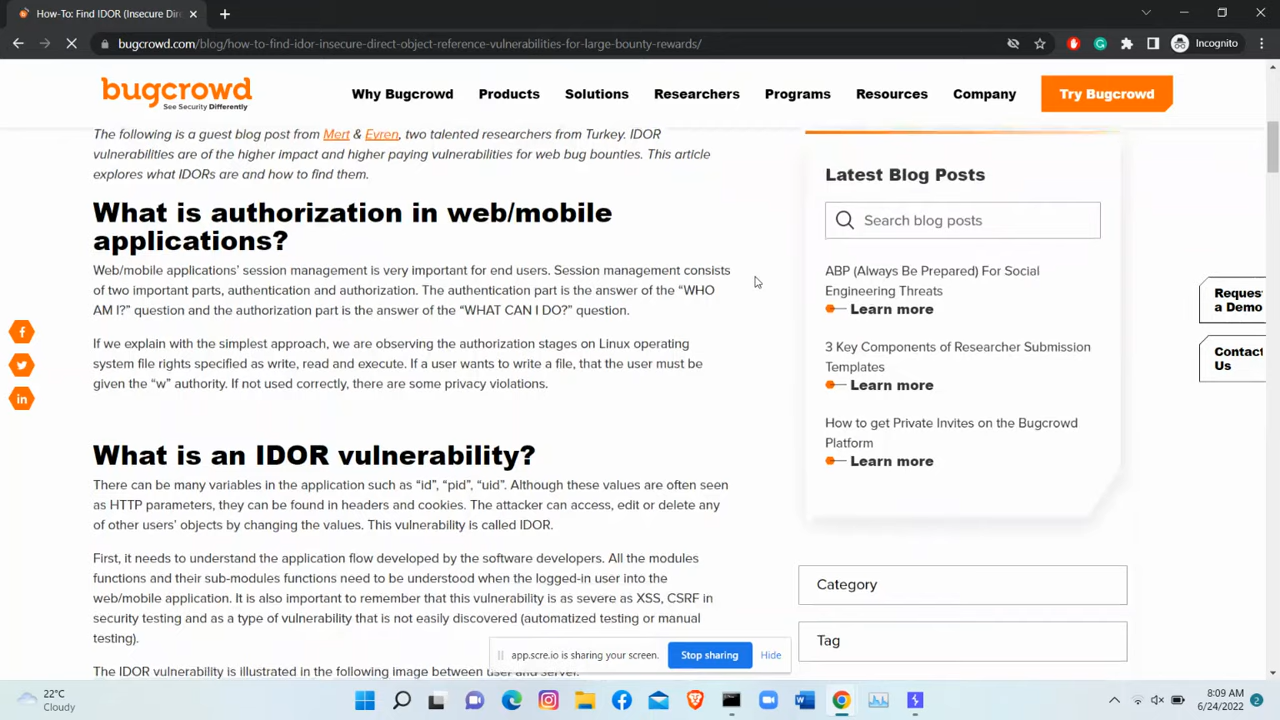 How-To: Find IDOR (Insecure Dir
bugcrowd.com/blog/how-to-find-idor-insecure-direct-object-reference-vulnerabilities-for-large-bounty-rewards/
Incognito
bugcrowd
See Security Differently
Why Bugcrowd
Products
Solutions
Researchers
Programs
Resources
Company
Try Bugcrowd
The following is a guest blog post from Mert & Evren, two talented researchers from Turkey. IDOR
vulnerabilities are of the higher impact and higher paying vulnerabilities for web bug bounties. This article
explores what IDORs are and how to find them.
What is authorization in web/mobile
applications?
Web/mobile applications' session management is very important for end users. Session management consists
of two important parts, authentication and authorization. The authentication part is the answer of the “WHO
AM I?” question and the authorization part is the answer of the “WHAT CAN I DO?” question.
If we explain with the simplest approach, we are observing the authorization stages on Linux operating
system file rights specified as write, read and execute. If a user wants to write a file, that the user must be
given the “w” authority. If not used correctly, there are some privacy violations.
What is an IDOR vulnerability?
There can be many variables in the application such as “id”, “pid”, “uid”. Although these values are often seen
as HTTP parameters, they can be found in headers and cookies. The attacker can access, edit or delete any
of other users' objects by changing the values. This vulnerability is called IDOR.
First, it needs to understand the application flow developed by the software developers. All the modules
functions and their sub-modules functions need to be understood when the logged-in user into the
web/mobile application. It is also important to remember that this vulnerability is as severe as XSS, CSRF in
security testing and as a type of vulnerability that is not easily discovered (automatized testing or manual
testing).
The IDOR vulnerability is illustrated in the following image between user and server.
Latest Blog Posts
Search blog posts
ABP (Always Be Prepared) For Social
Engineering Threats
Learn more
3 Key Components of Researcher Submission
Templates
Learn more
How to get Private Invites on the Bugcrowd
Platform
Learn more
Category
Tag
Reques
a Demo
Contact
Us
app.scre.io is sharing your screen.
Stop sharing
Hide
22°C
Cloudy
8:09 AM
6/24/2022
2